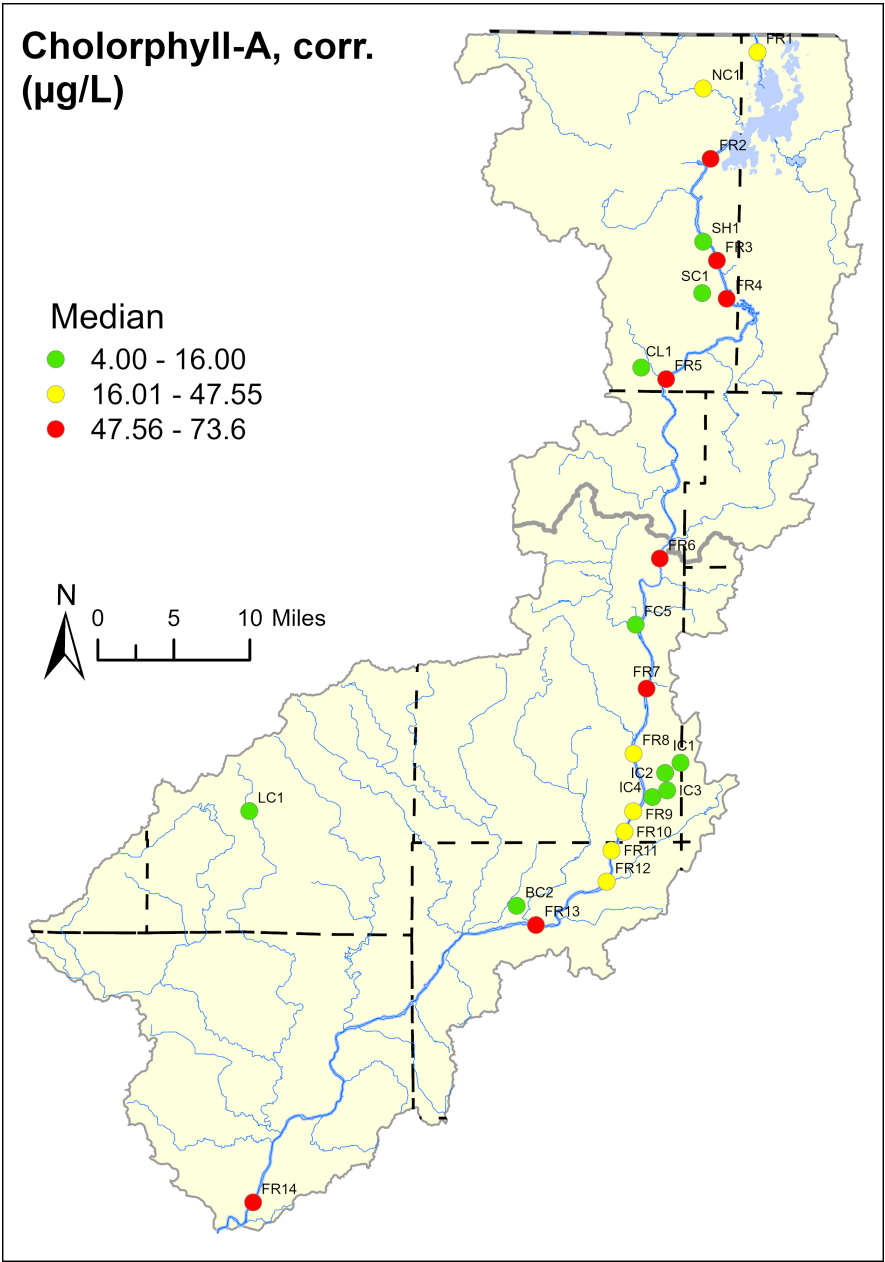 Cholorphyll-A, corr.
(µg/L)
FR1
NC1
FR2
SH1
FR3
SC1
FR4
Median
4.00 - 16.00
CL1
FR5
16.01 - 47.55
47.56 - 73.6
FR6
N
0 5 10 Miles
FC5
FR7
FR8
IC1
IC2
IC4
IC3
LC1
FR9
FR10
FR11
FR12
BC2
FR13
FR14